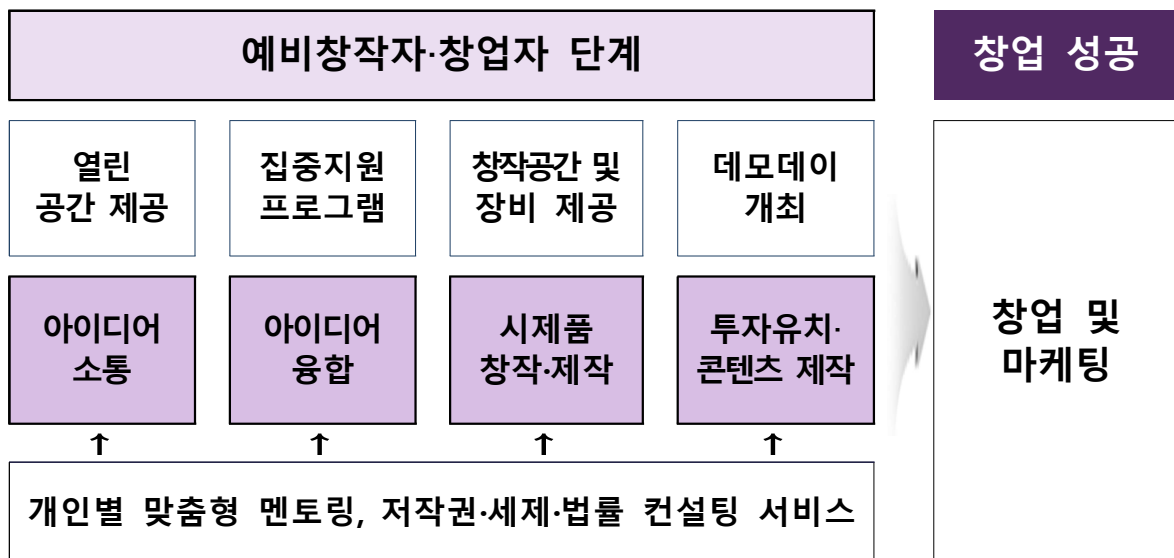 예비창작자·창업자 단계
창업 성공
열린
공간 제공
집중지원
프로그램
창작공간 및
장비 제공
데모데이
개최
아이디어
소통
아이디어
융합
시제품
창작·제작
투자유치·
콘텐츠 제작
창업 및
마케팅
↑ ↑ ↑ ↑
개인별 맞춤형 멘토링, 저작권·세제·법률 컨설팅 서비스